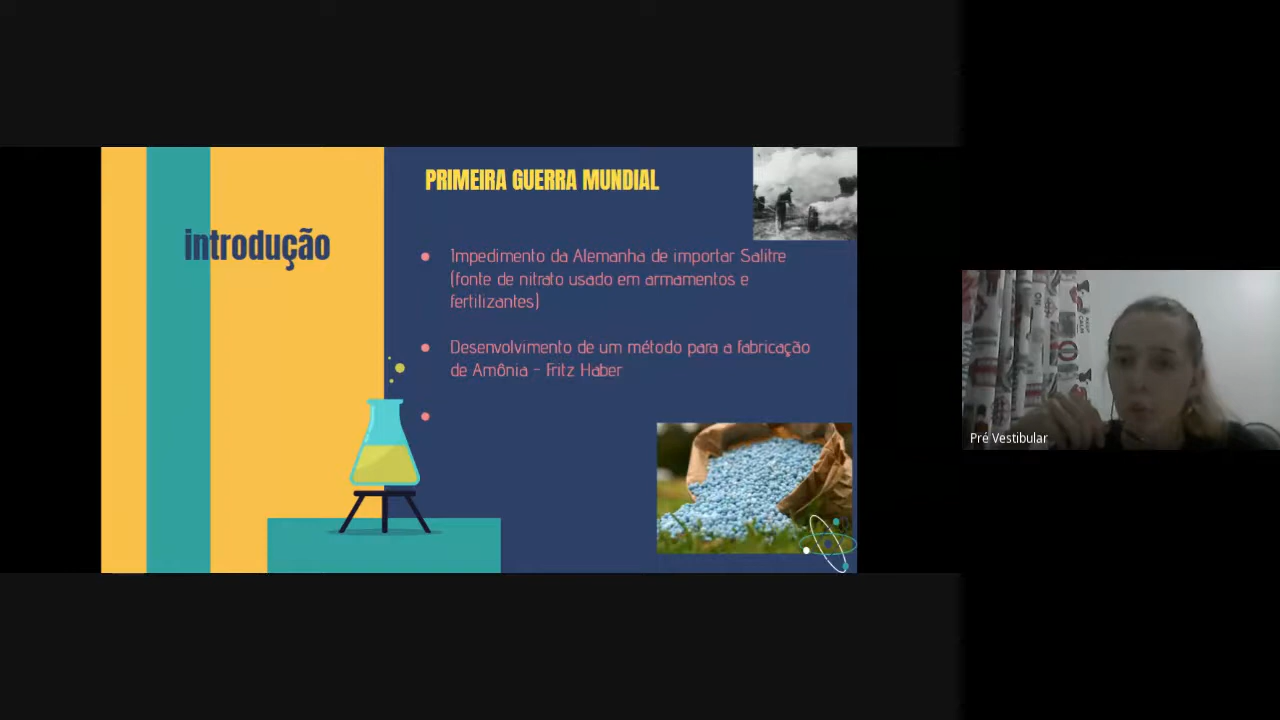 introdução
PRIMEIRA GUERRA MUNDIAL
Impedimento da Alemanha de importar Salitre
(fonte de nitrato usado em armamentos e
fertilizantes)
Desenvolvimento de um método para a fabricação
de Amônia - Fritz Haber
Pré Vestibular